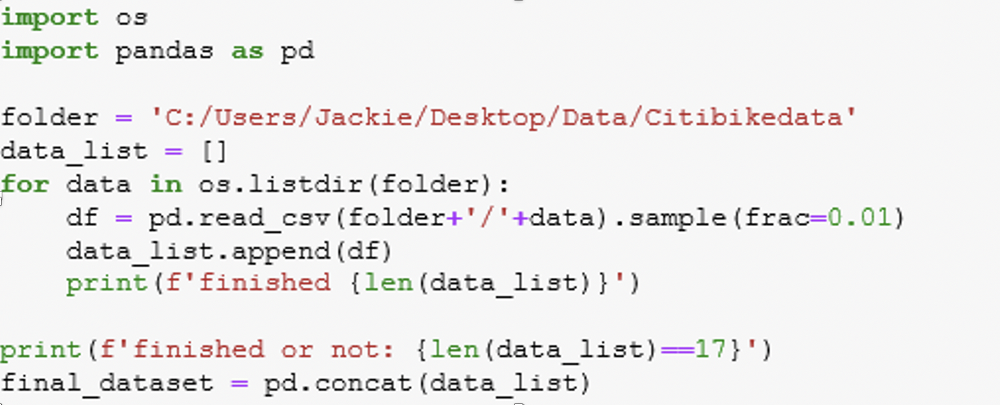 import os
import pandas as pd
folder = 'C:/Users/Jackie/Desktop/Data/Citibikedata'
data_list = []
for data in os.listdir(folder):
    df = pd.read_csv(folder+'/'+data).sample(frac=0.01)
    data_list.append(df)
    print(f'finished {len(data_list)}')
print(f'finished or not: {len(data_list)==17}')
final_dataset = pd.concat(data_list)